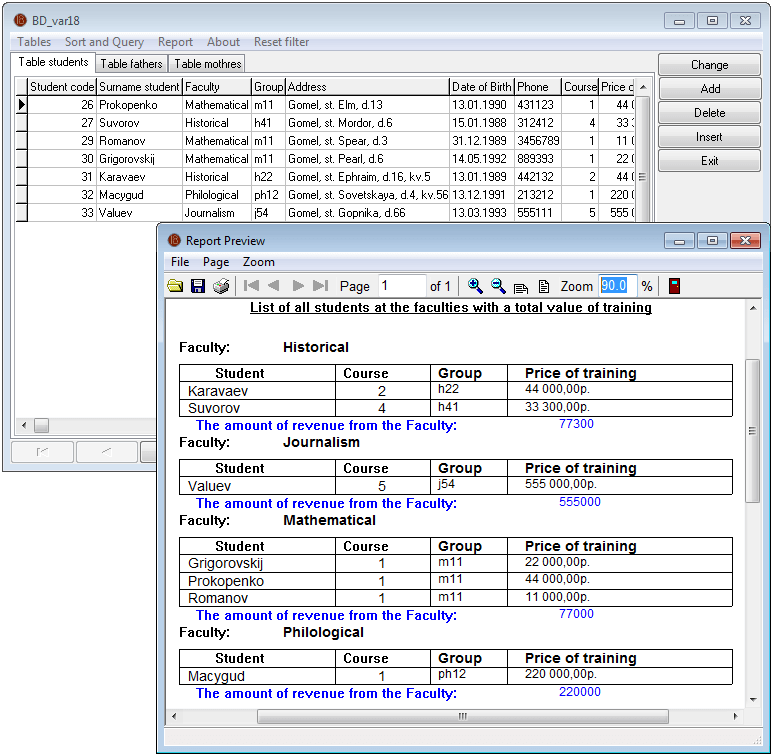 BD_var18
Tables Sort and Query Report About Reset filter
Table students Table fathers Table mothres
Student code Surname student Faculty Group Address Date of Birth Phone Course Price o
26 Prokopenko Mathematical m11 Gomel, st. Elm, d.13 13.01.1990 431123 1 44 0
27 Suvorov Historical h41 Gomel, st. Mordor, d.6 15.01.1988 312412 4 33 3
29 Romanov Mathematical m11 Gomel, st. Spear, d.3 31.12.1989 3456789 1 11 0
30 Grigorovskij Mathematical m11 Gomel, st. Pearl, d.6 14.05.1992 889393 1 22 0
31 Karavaev Historical h22 Gomel, st. Ephraim, d.16, kv.5 13.01.1989 442132 2 44 0
32 Macygud Philological ph12 Gomel, st. Sovetskaya, d.4, kv.56 13.12.1991 213212 1 220 0
33 Valuev Journalism j54 Gomel, st. Gopnika, d.66 13.03.1993 555111 5 555 0
Change
Add
Delete
Insert
Exit
Report Preview
File Page Zoom
Page 1 of 1 Zoom 90.0 %
List of all students at the faculties with a total value of training
Faculty: Historical
Student Course Group Price of training
Karavaev 2 h22 44 000,00p.
Suvorov 4 h41 33 300,00p.
The amount of revenue from the Faculty: 77300
Faculty: Journalism
Student Course Group Price of training
Valuev 5 j54 555 000,00p.
The amount of revenue from the Faculty: 555000
Faculty: Mathematical
Student Course Group Price of training
Grigorovskij 1 m11 22 000,00p.
Prokopenko 1 m11 44 000,00p.
Romanov 1 m11 11 000,00p.
The amount of revenue from the Faculty: 77000
Faculty: Philological
Student Course Group Price of training
Macygud 1 ph12 220 000,00p.
The amount of revenue from the Faculty: 220000